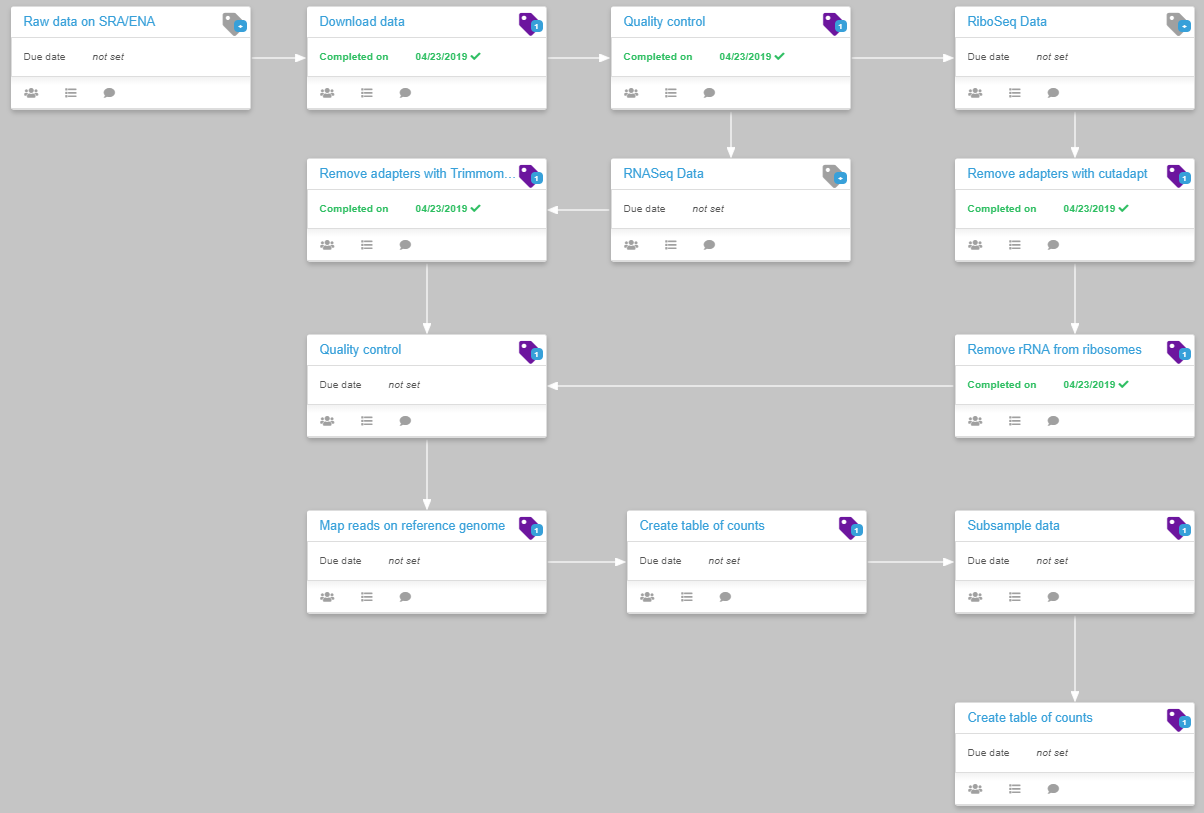 Raw data on SRA/ENA
Due date not set
Download data
1
Completed on 04/23/2019
Quality control
1
Completed on 04/23/2019
RiboSeq Data
Due date not set
Remove adapters with Trimmom...
1
Completed on 04/23/2019
RNASeq Data
Due date not set
Remove adapters with cutadapt
1
Completed on 04/23/2019
Quality control
1
Due date not set
Remove rRNA from ribosomes
1
Completed on 04/23/2019
Map reads on reference genome
1
Due date not set
Create table of counts
1
Due date not set
Subsample data
1
Due date not set
Create table of counts
1
Due date not set